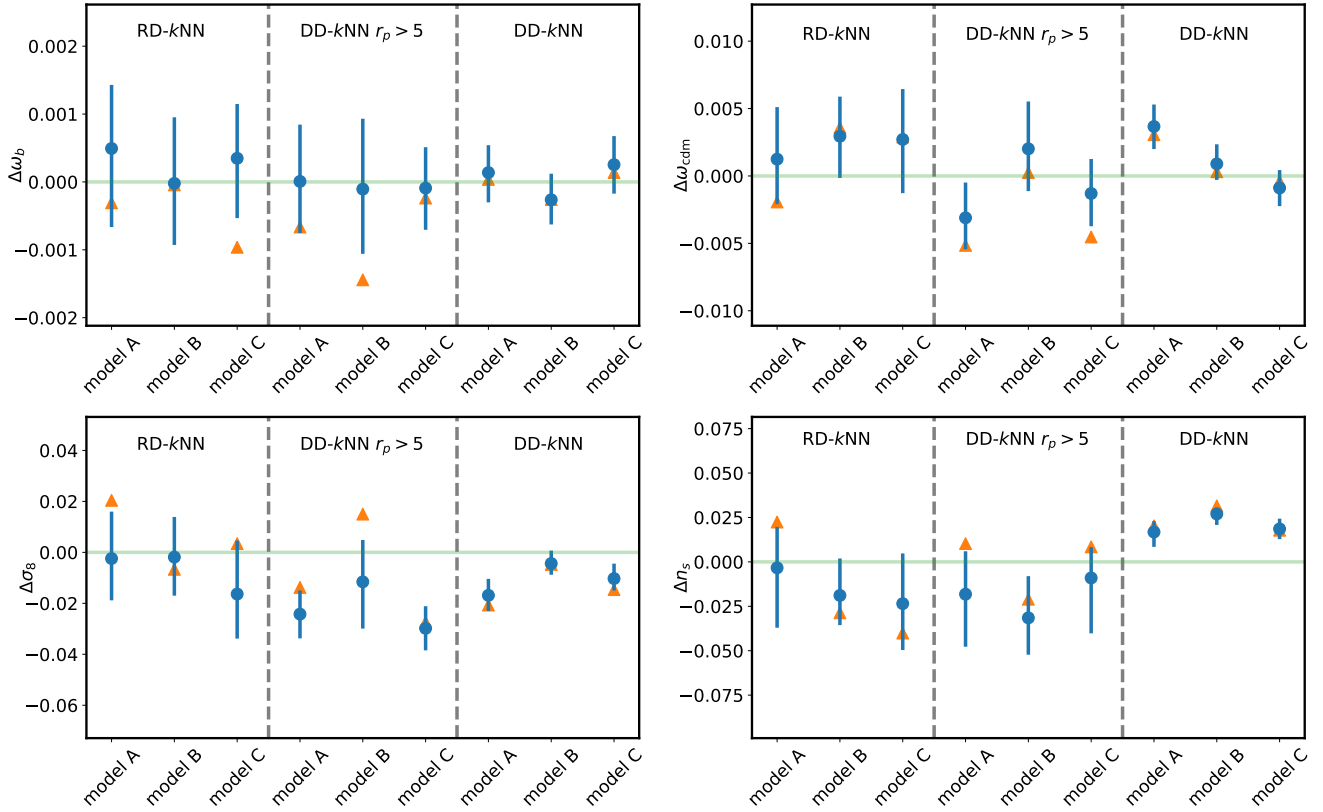 RD-kNN
DD-kNN r_p > 5
DD-kNN
0.002
0.001
0.000
−0.001
−0.002
Δω_b
model A
model B
model C
model A
model B
model C
model A
model B
model C
RD-kNN
DD-kNN r_p > 5
DD-kNN
0.010
0.005
0.000
−0.005
−0.010
Δω_cdm
model A
model B
model C
model A
model B
model C
model A
model B
model C
RD-kNN
DD-kNN r_p > 5
DD-kNN
0.04
0.02
0.00
−0.02
−0.04
−0.06
Δσ_8
model A
model B
model C
model A
model B
model C
model A
model B
model C
RD-kNN
DD-kNN r_p > 5
DD-kNN
0.075
0.050
0.025
0.000
−0.025
−0.050
−0.075
Δn_s
model A
model B
model C
model A
model B
model C
model A
model B
model C